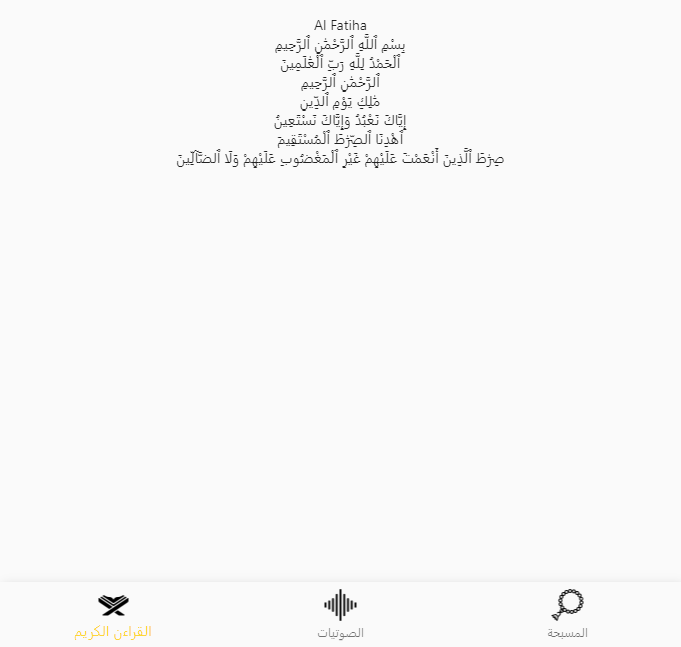 Al Fatiha
بِسْمِ ٱللَّهِ ٱلرَّحْمَٰنِ ٱلرَّحِيمِ
ٱلْحَمْدُ لِلَّهِ رَبِّ ٱلْعَٰلَمِينَ
ٱلرَّحْمَٰنِ ٱلرَّحِيمِ
مَٰلِكِ يَوْمِ ٱلدِّينِ
إِيَّاكَ نَعْبُدُ وَإِيَّاكَ نَسْتَعِينُ
ٱهْدِنَا ٱلصِّرَٰطَ ٱلْمُسْتَقِيمَ
صِرَٰطَ ٱلَّذِينَ أَنْعَمْتَ عَلَيْهِمْ غَيْرِ ٱلْمَغْضُوبِ عَلَيْهِمْ وَلَا ٱلضَّآلِّينَ
المسبحة
الصوتيات
القراءن الكريم